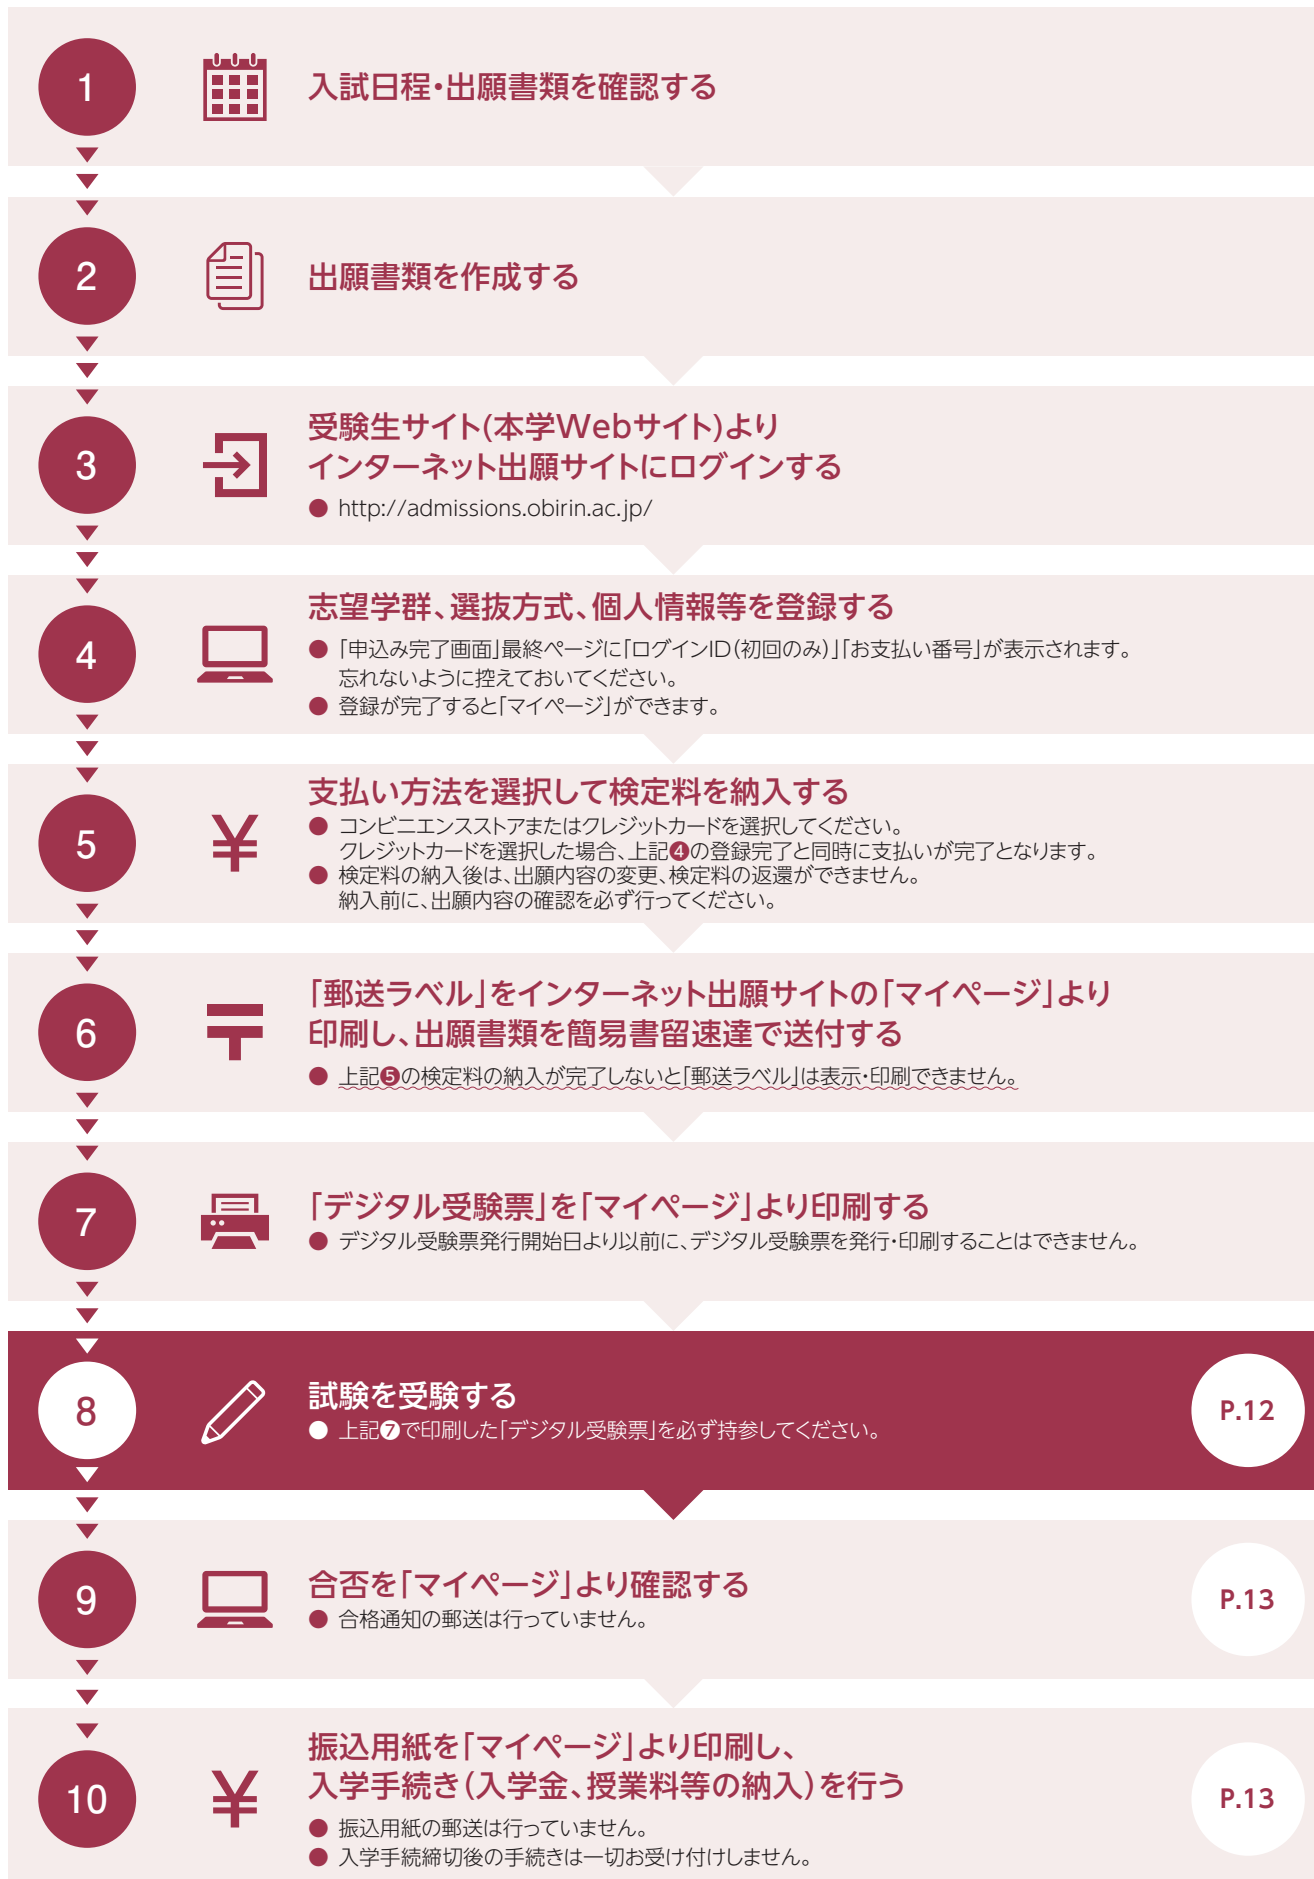 1
入試日程・出願書類を確認する
2
出願書類を作成する
3
受験生サイト(本学Webサイト)より
インターネット出願サイトにログインする
● http://admissions.obirin.ac.jp/
4
志望学群、選抜方式、個人情報等を登録する
● 「申込み完了画面」最終ページに「ログインID(初回のみ)」「お支払い番号」が表示されます。
忘れないように控えておいてください。
● 登録が完了すると「マイページ」ができます。
5
¥
支払い方法を選択して検定料を納入する
● コンビニエンスストアまたはクレジットカードを選択してください。
クレジットカードを選択した場合、上記❹の登録完了と同時に支払いが完了となります。
● 検定料の納入後は、出願内容の変更、検定料の返還ができません。
納入前に、出願内容の確認を必ず行ってください。
6
〒
「郵送ラベル」をインターネット出願サイトの「マイページ」より
印刷し、出願書類を簡易書留速達で送付する
● 上記❺の検定料の納入が完了しないと「郵送ラベル」は表示・印刷できません。
7
「デジタル受験票」を「マイページ」より印刷する
● デジタル受験票発行開始日より以前に、デジタル受験票を発行・印刷することはできません。
8
試験を受験する
● 上記❼で印刷した「デジタル受験票」を必ず持参してください。
P.12
9
合否を「マイページ」より確認する
● 合格通知の郵送は行っていません。
P.13
10
¥
振込用紙を「マイページ」より印刷し、
入学手続き(入学金、授業料等の納入)を行う
● 振込用紙の郵送は行っていません。
● 入学手続締切後の手続きは一切お受け付けしません。
P.13